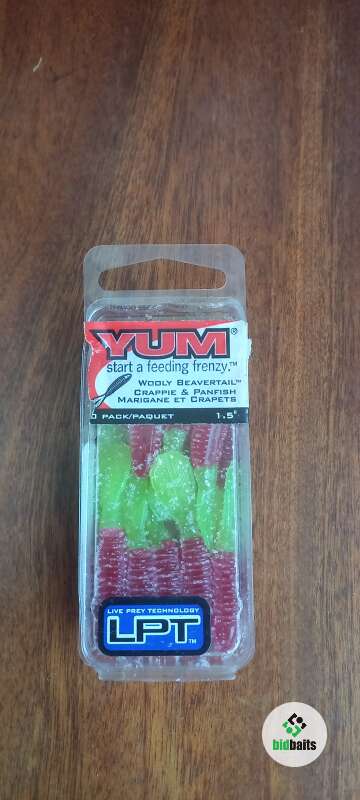 YUM®
start a feeding frenzy.™
WOOLY BEAVERTAIL™
CRAPPIE & PANFISH
MARIGANE ET CRAPETS
0 PACK/PAQUET 1.5"
LIVE PREY TECHNOLOGY
LPT™
bidbaits